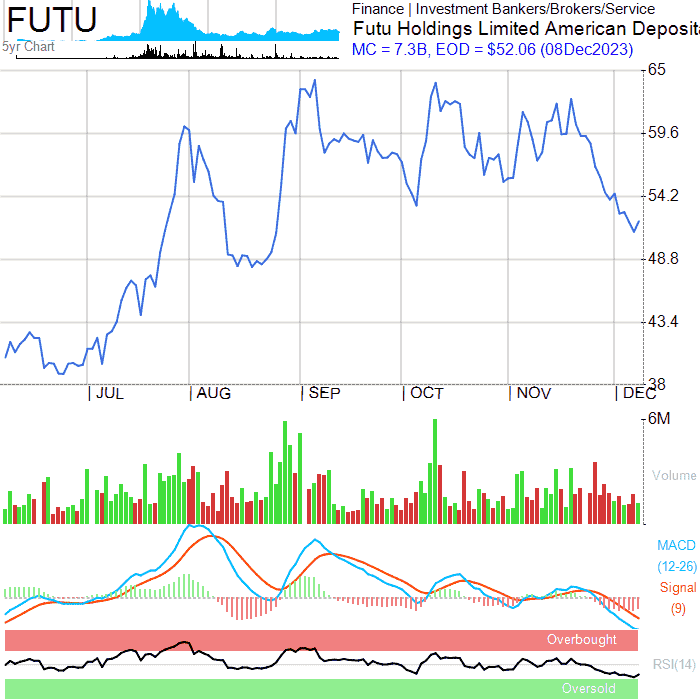 FUTU
5yr Chart
Finance | Investment Bankers/Brokers/Service
Futu Holdings Limited American Deposit
MC = 7.3B, EOD = $52.06 (08Dec2023)
65
59.6
54.2
48.8
43.4
38
JUL
AUG
SEP
OCT
NOV
DEC
6M
Volume
MACD
(12-26)
Signal
(9)
Overbought
RSI(14)
Oversold